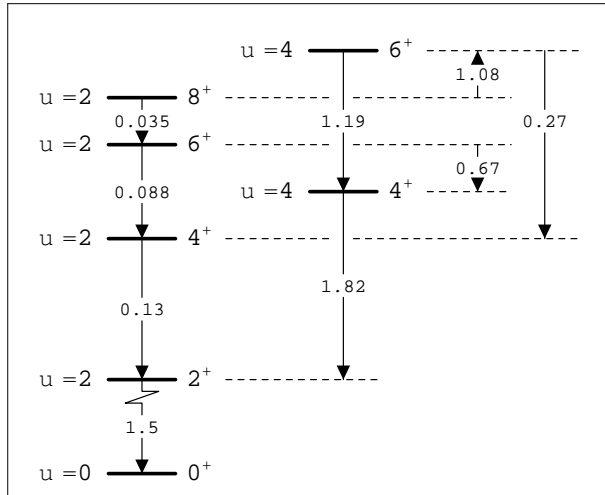 υ = 4 6⁺
υ = 2 8⁺ 1.08
0.035 1.19 0.27
υ = 2 6⁺
0.67
υ = 4 4⁺
0.088
υ = 2 4⁺
1.82
0.13
υ = 2 2⁺
1.5
υ = 0 0⁺